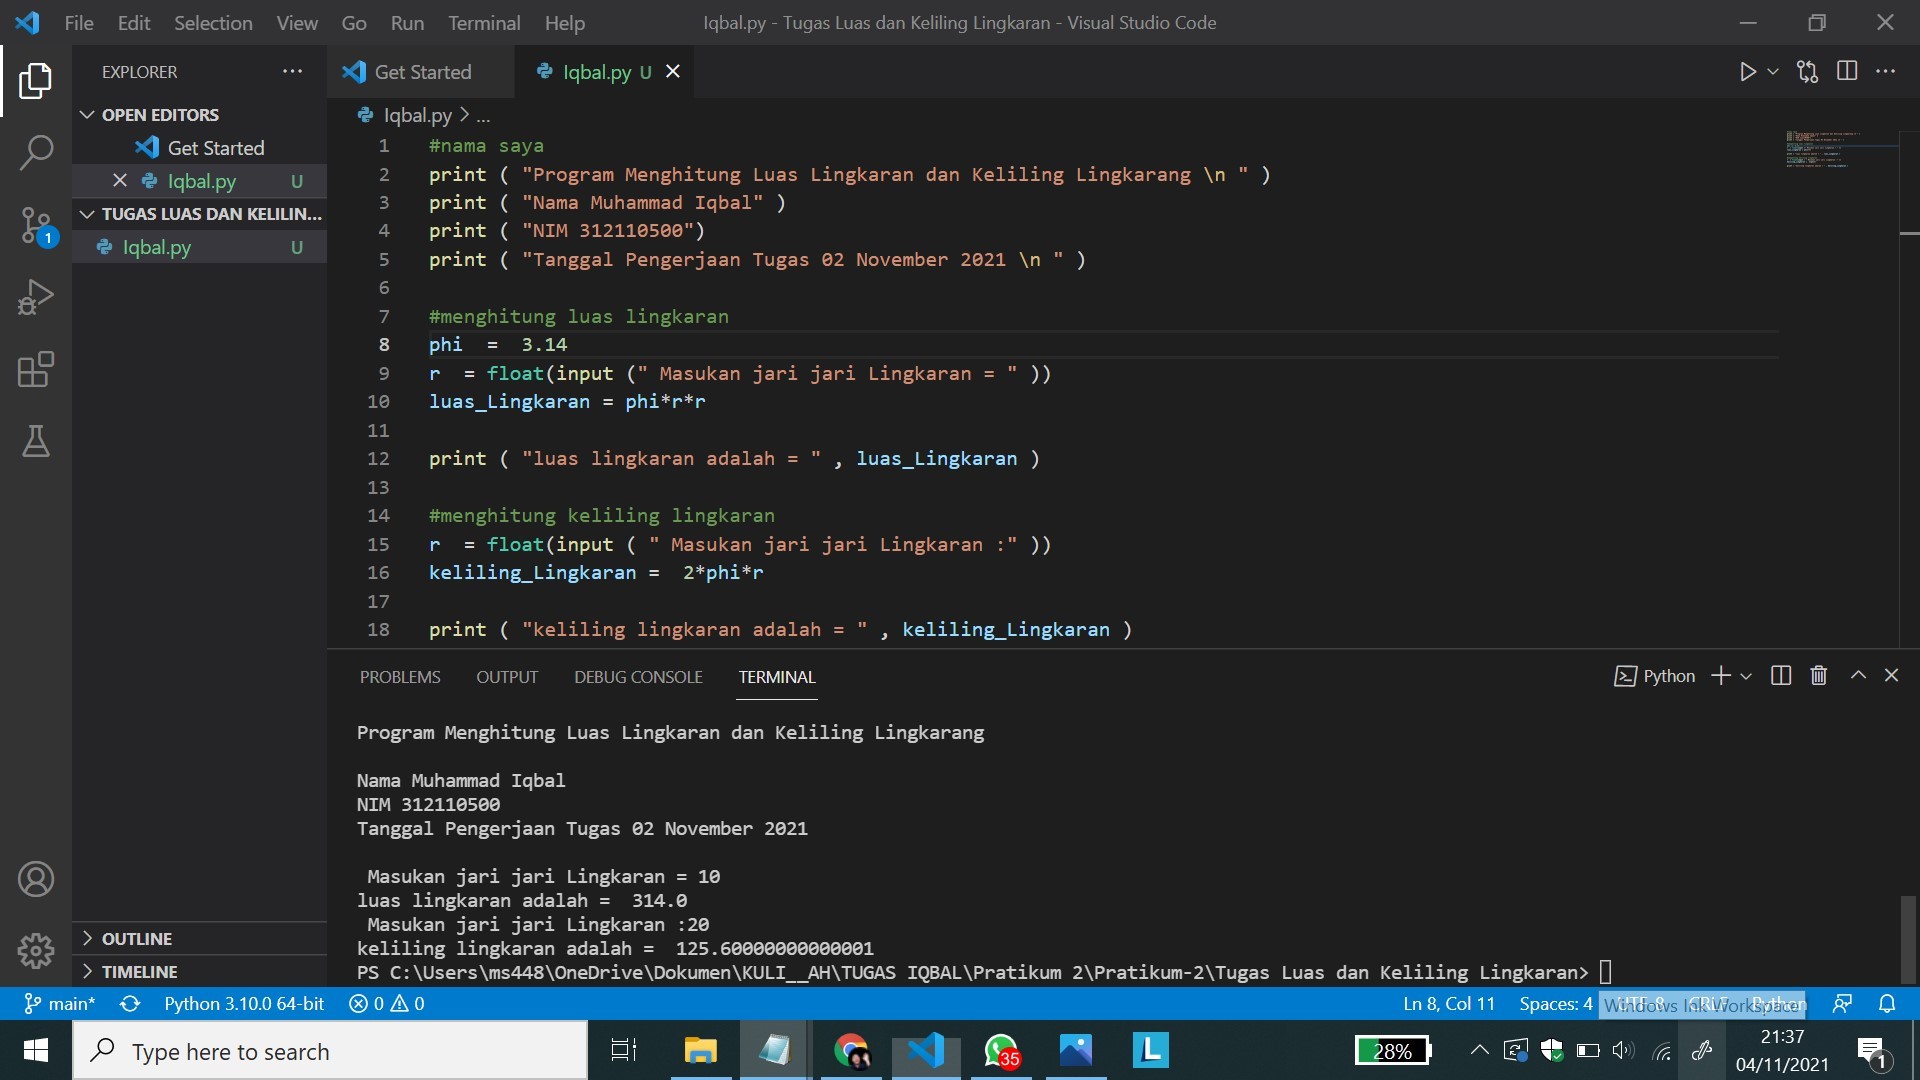 File Edit Selection View Go Run Terminal Help Iqbal.py - Tugas Luas dan Keliling Lingkaran - Visual Studio Code
EXPLORER ...
Get Started
Iqbal.py U
OPEN EDITORS
Get Started
Iqbal.py U
TUGAS LUAS DAN KELILIN...
Iqbal.py U
1
Iqbal.py > ...
1 #nama saya
2 print ( "Program Menghitung Luas Lingkaran dan Keliling Lingkarang \n " )
3 print ( "Nama Muhammad Iqbal" )
4 print ( "NIM 312110500")
5 print ( "Tanggal Pengerjaan Tugas 02 November 2021 \n " )
6
7 #menghitung luas lingkaran
8 phi  =  3.14
9 r  = float(input (" Masukan jari jari Lingkaran = " ))
10 luas_Lingkaran = phi*r*r
11
12 print ( "luas lingkaran adalah = " , luas_Lingkaran )
13
14 #menghitung keliling lingkaran
15 r  = float(input ( " Masukan jari jari Lingkaran :" ))
16 keliling_Lingkaran =  2*phi*r
17
18 print ( "keliling lingkaran adalah = " , keliling_Lingkaran )
PROBLEMS OUTPUT DEBUG CONSOLE TERMINAL Python
Program Menghitung Luas Lingkaran dan Keliling Lingkarang
Nama Muhammad Iqbal
NIM 312110500
Tanggal Pengerjaan Tugas 02 November 2021
Masukan jari jari Lingkaran = 10
luas lingkaran adalah =  314.0
Masukan jari jari Lingkaran :20
keliling lingkaran adalah =  125.60000000000001
PS C:\Users\ms448\OneDrive\Dokumen\KULI__AH\TUGAS IQBAL\Pratikum 2\Pratikum-2\Tugas Luas dan Keliling Lingkaran>
OUTLINE
TIMELINE
main* Python 3.10.0 64-bit 0 0 Ln 8, Col 11 Spaces: 4 UTF-8 CRLF Python
Windows Ink Workspace
Type here to search
35
L
28%
21:37
04/11/2021
1